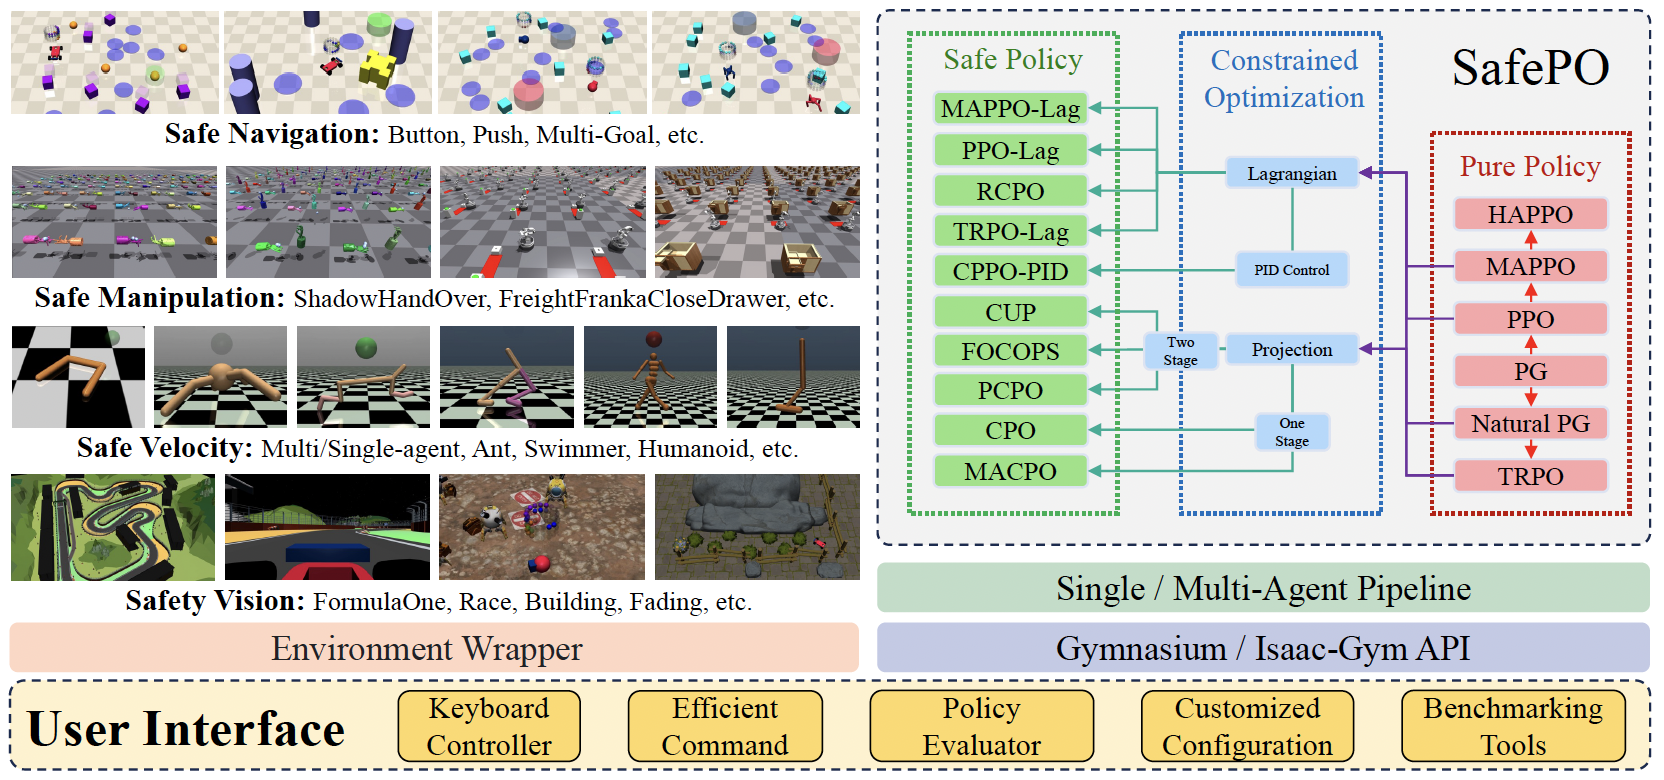 Safe Navigation: Button, Push, Multi-Goal, etc.
Safe Manipulation: ShadowHandOver, FreightFrankaCloseDrawer, etc.
Safe Velocity: Multi/Single-agent, Ant, Swimmer, Humanoid, etc.
Safety Vision: FormulaOne, Race, Building, Fading, etc.
Environment Wrapper
SafePO
Safe Policy
MAPPO-Lag
PPO-Lag
RCPO
TRPO-Lag
CPPO-PID
CUP
FOCOPS
PCPO
CPO
MACPO
Constrained
Optimization
Lagrangian
PID Control
Two
Stage
Projection
One
Stage
Pure Policy
HAPPO
MAPPO
PPO
PG
Natural PG
TRPO
Single / Multi-Agent Pipeline
Gymnasium / Isaac-Gym API
User Interface
Keyboard
Controller
Efficient
Command
Policy
Evaluator
Customized
Configuration
Benchmarking
Tools